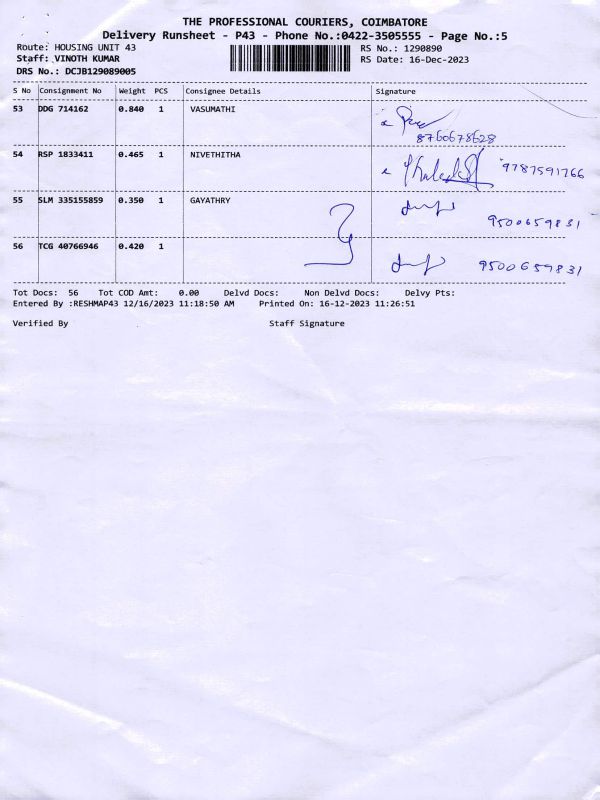 THE PROFESSIONAL COURIERS, COIMBATORE
Delivery Runsheet - P43 - Phone No.:0422-3505555 - Page No.:5
Route: HOUSING UNIT 43 RS No.: 1290890
Staff: VINOTH KUMAR RS Date: 16-Dec-2023
DRS No.: DCJB129089005
S No Consignment No Weight PCS Consignee Details Signature
53 DDG 714162 0.840 1 VASUMATHI
8760678628
54 RSP 1833411 0.465 1 NIVETHITHA
9787591766
55 SLM 335155859 0.350 1 GAYATHRY
9500659831
56 TCG 40766946 0.420 1
9500659831
Tot Docs: 56 Tot COD Amt: 0.00 Delvd Docs: Non Delvd Docs: Delvy Pts:
Entered By :RESHMAP43 12/16/2023 11:18:50 AM Printed On: 16-12-2023 11:26:51
Verified By Staff Signature